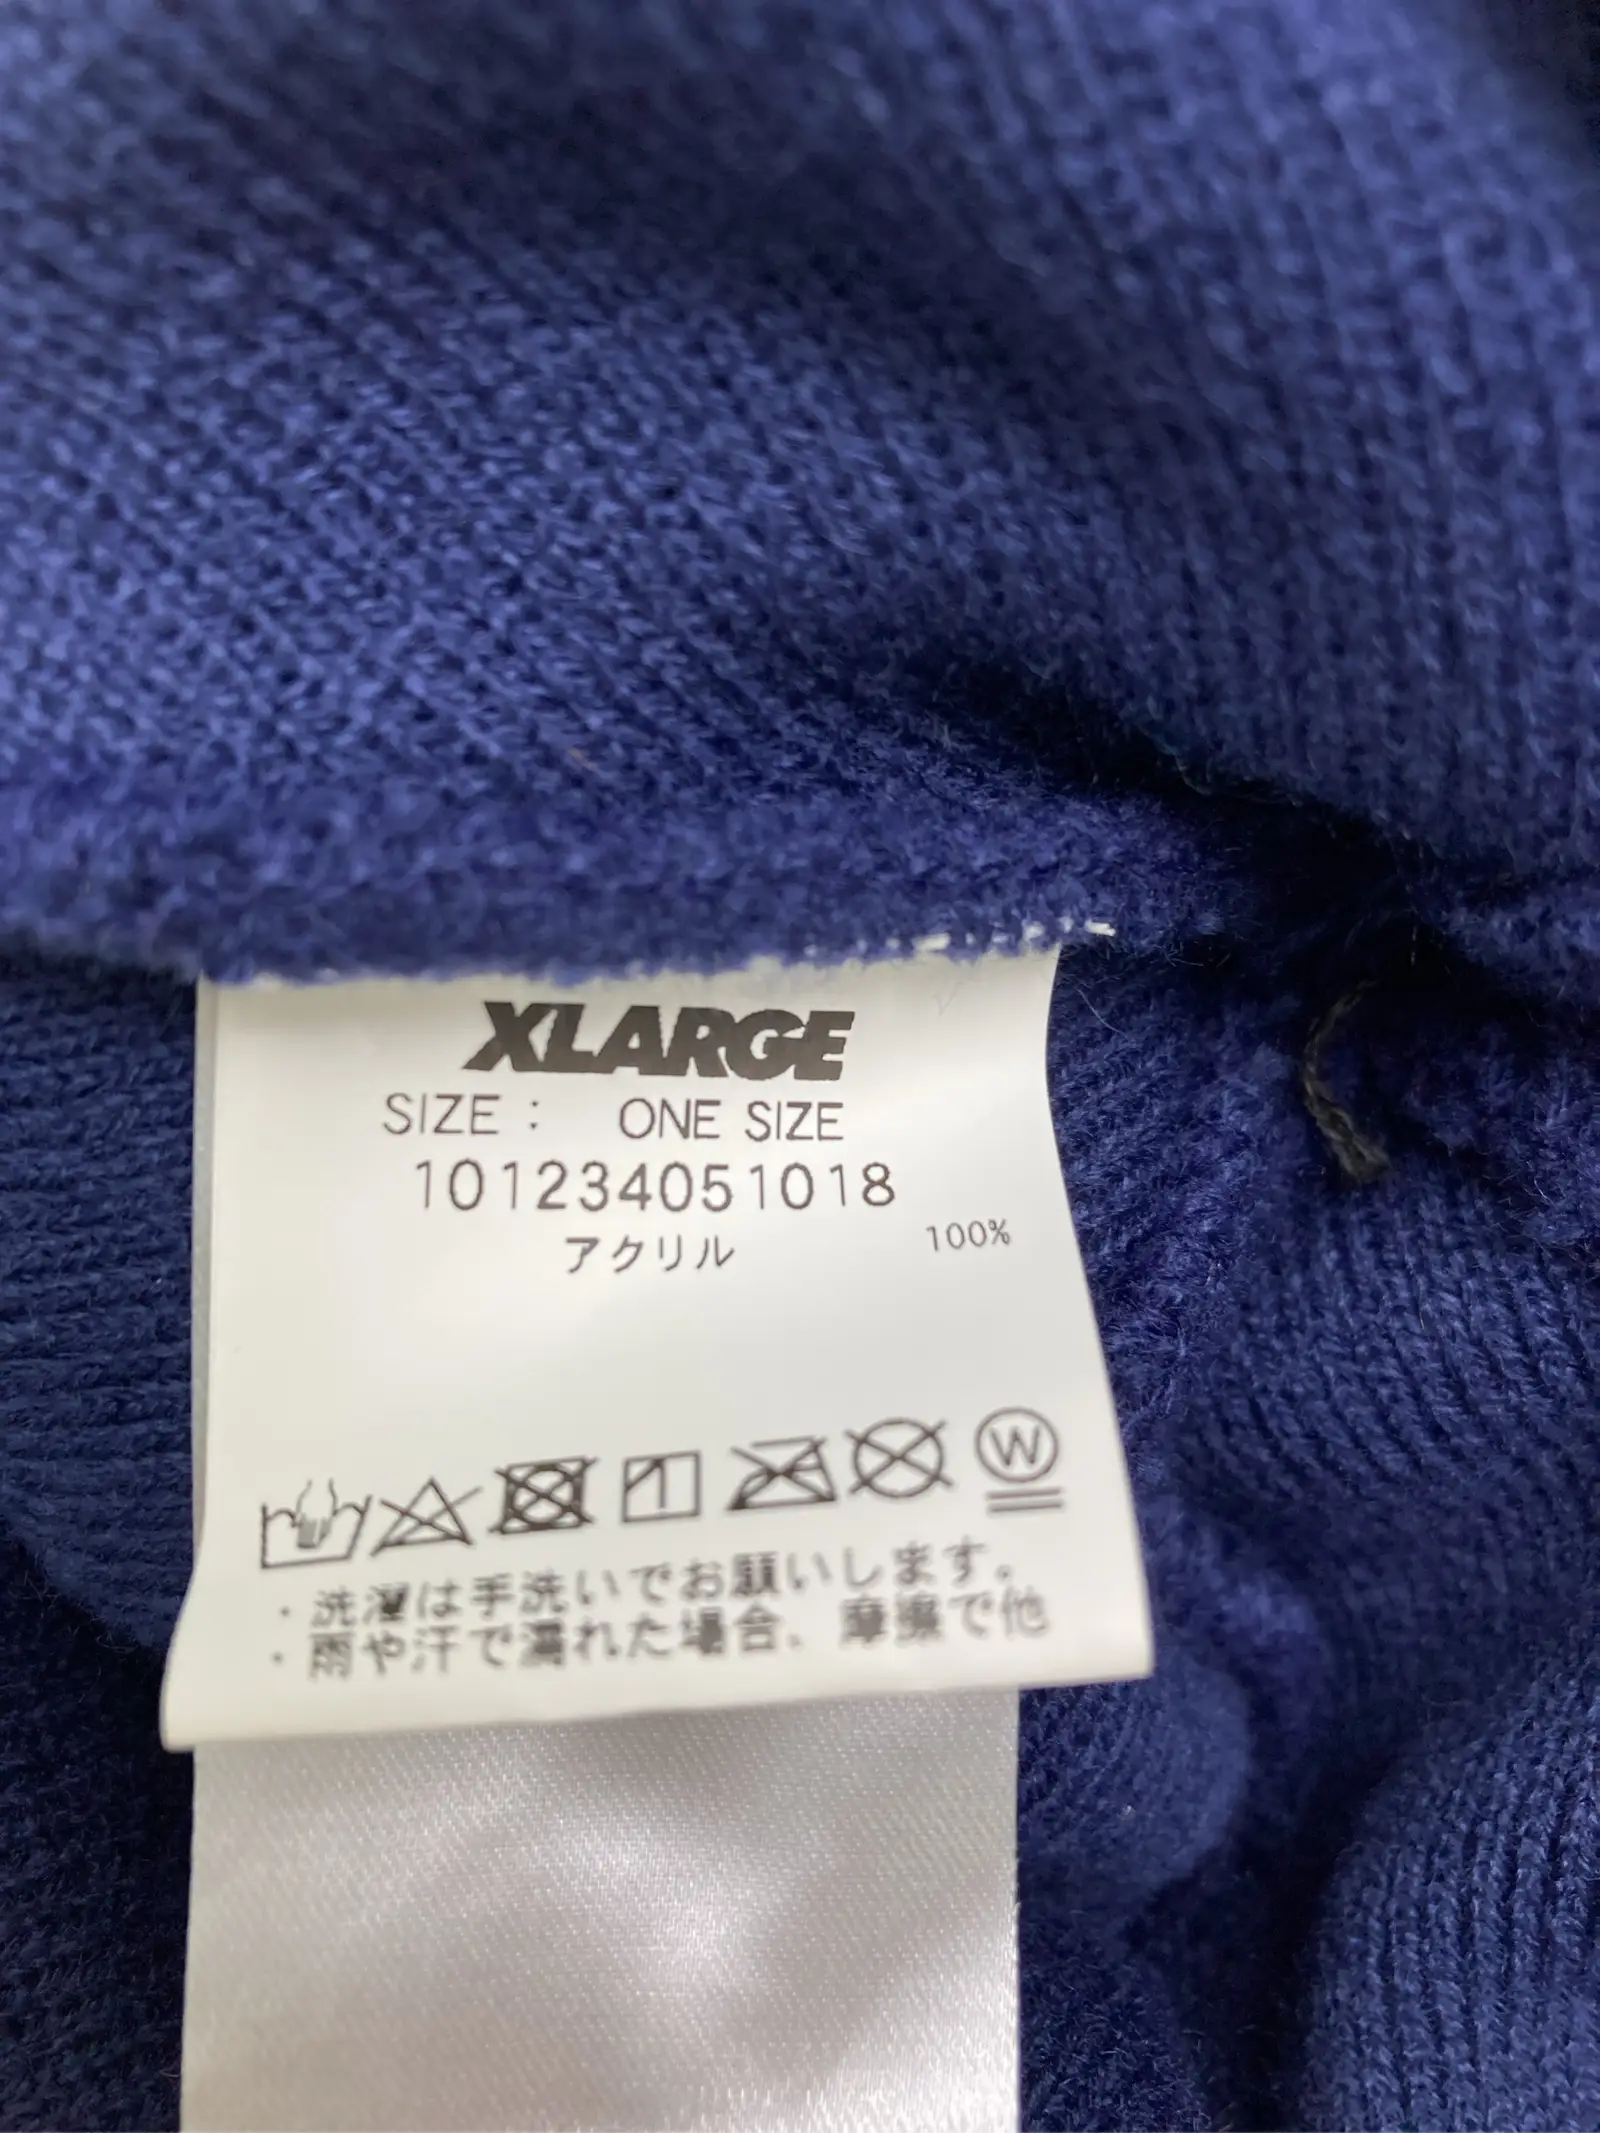 XLARGE
SIZE : ONE SIZE
101234051018
アクリル 100%
W
・洗濯は手洗いでお願いします。
・雨や汗で濡れた場合、摩擦で他